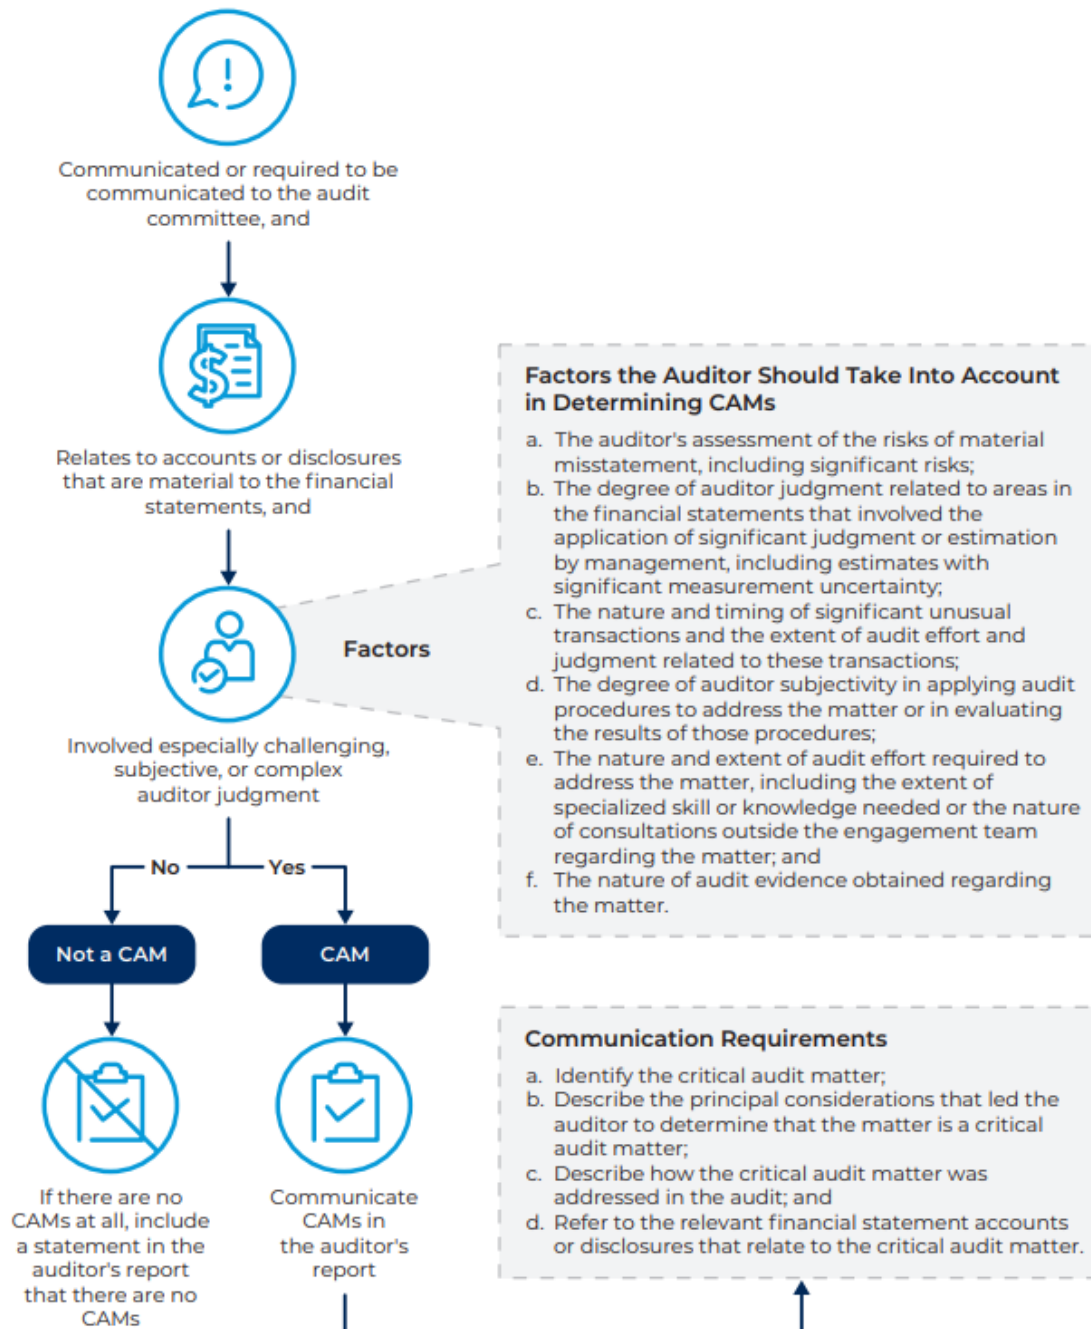 Communicated or required to be
communicated to the audit
committee, and
Relates to accounts or disclosures
that are material to the financial
statements, and
Factors
Factors the Auditor Should Take Into Account
in Determining CAMs
a. The auditor's assessment of the risks of material
misstatement, including significant risks;
b. The degree of auditor judgment related to areas in
the financial statements that involved the
application of significant judgment or estimation
by management, including estimates with
significant measurement uncertainty;
c. The nature and timing of significant unusual
transactions and the extent of audit effort and
judgment related to these transactions;
d. The degree of auditor subjectivity in applying audit
procedures to address the matter or in evaluating
the results of those procedures;
e. The nature and extent of audit effort required to
address the matter, including the extent of
specialized skill or knowledge needed or the nature
of consultations outside the engagement team
regarding the matter; and
f. The nature of audit evidence obtained regarding
the matter.
Involved especially challenging,
subjective, or complex
auditor judgment
No
Yes
Not a CAM
CAM
If there are no
CAMs at all, include
a statement in the
auditor's report
that there are no
CAMs
Communicate
CAMs in
the auditor's
report
Communication Requirements
a. Identify the critical audit matter;
b. Describe the principal considerations that led the
auditor to determine that the matter is a critical
audit matter;
c. Describe how the critical audit matter was
addressed in the audit; and
d. Refer to the relevant financial statement accounts
or disclosures that relate to the critical audit matter.